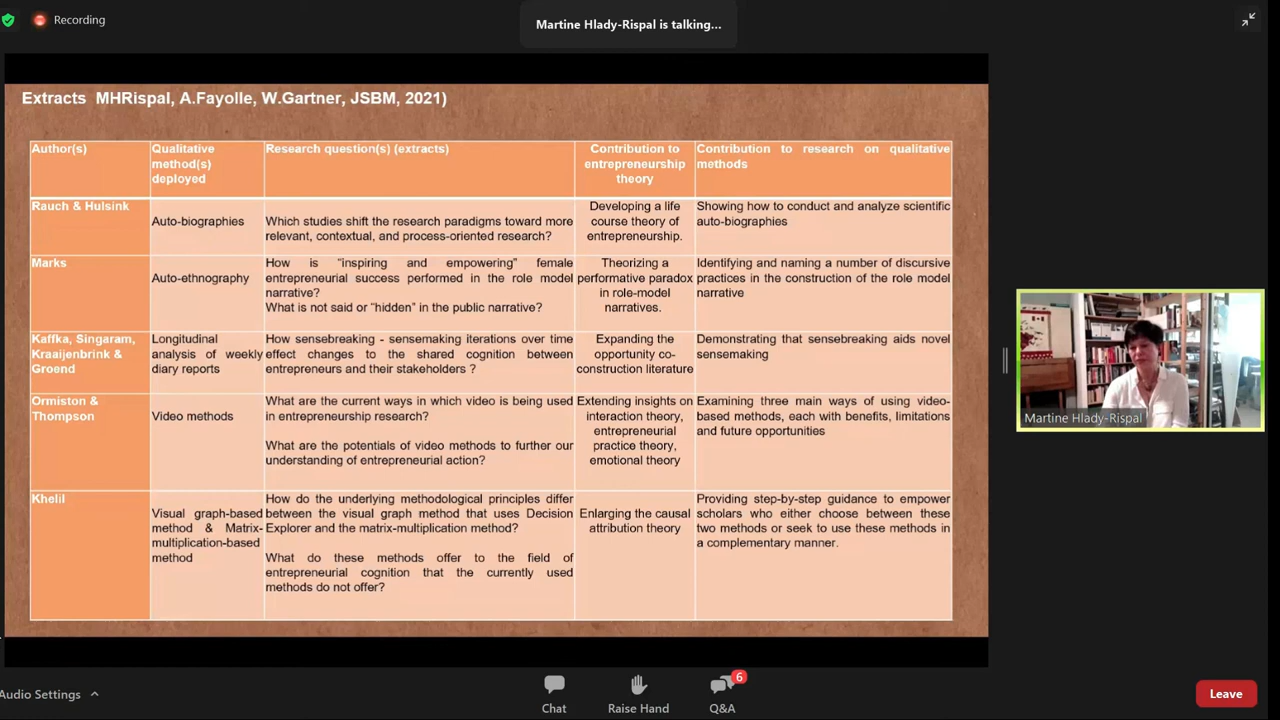 Recording
Martine Hlady-Rispal is talking...
Extracts MHRispal, A.Fayolle, W.Gartner, JSBM, 2021)
Author(s)
Qualitative
method(s)
deployed
Research question(s) (extracts)
Contribution to
entrepreneurship
theory
Contribution to research on qualitative
methods
Rauch & Hulsink
Auto-biographies
Which studies shift the research paradigms toward more
relevant, contextual, and process-oriented research?
Developing a life
course theory of
entrepreneurship.
Showing how to conduct and analyze scientific
auto-biographies
Marks
Auto-ethnography
How is “inspiring and empowering” female
entrepreneurial success performed in the role model
narrative?
What is not said or “hidden” in the public narrative?
Theorizing a
performative paradox
in role-model
narratives.
Identifying and naming a number of discursive
practices in the construction of the role model
narrative
Kaffka, Singaram,
Kraaijenbrink &
Groend
Longitudinal
analysis of weekly
diary reports
How sensebreaking - sensemaking iterations over time
effect changes to the shared cognition between
entrepreneurs and their stakeholders ?
Expanding the
opportunity co-
construction literature
Demonstrating that sensebreaking aids novel
sensemaking
Ormiston &
Thompson
Video methods
What are the current ways in which video is being used
in entrepreneurship research?
What are the potentials of video methods to further our
understanding of entrepreneurial action?
Extending insights on
interaction theory,
entrepreneurial
practice theory,
emotional theory
Examining three main ways of using video-
based methods, each with benefits, limitations
and future opportunities
Khelil
Visual graph-based
method & Matrix-
multiplication-based
method
How do the underlying methodological principles differ
between the visual graph method that uses Decision
Explorer and the matrix-multiplication method?
What do these methods offer to the field of
entrepreneurial cognition that the currently used
methods do not offer?
Enlarging the causal
attribution theory
Providing step-by-step guidance to empower
scholars who either choose between these
two methods or seek to use these methods in
a complementary manner.
Martine Hlady-Rispal
Audio Settings
Chat
Raise Hand
6
Q&A
Leave